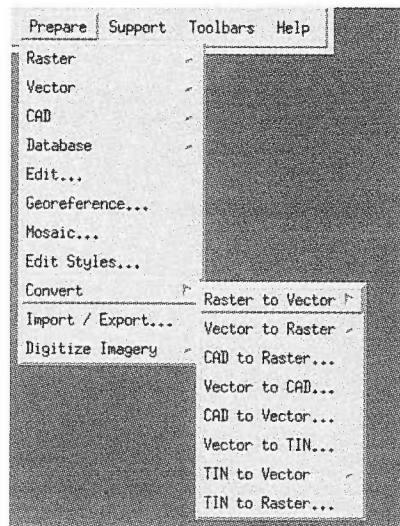 Prepare Support Toolbars Help
Raster
Vector
CAD
Database
Edit...
Georeference...
Mosaic...
Edit Styles...
Convert
Import / Export...
Digitize Imagery
Raster to Vector
Vector to Raster
CAD to Raster...
Vector to CAD...
CAD to Vector...
Vector to TIN...
TIN to Vector
TIN to Raster...